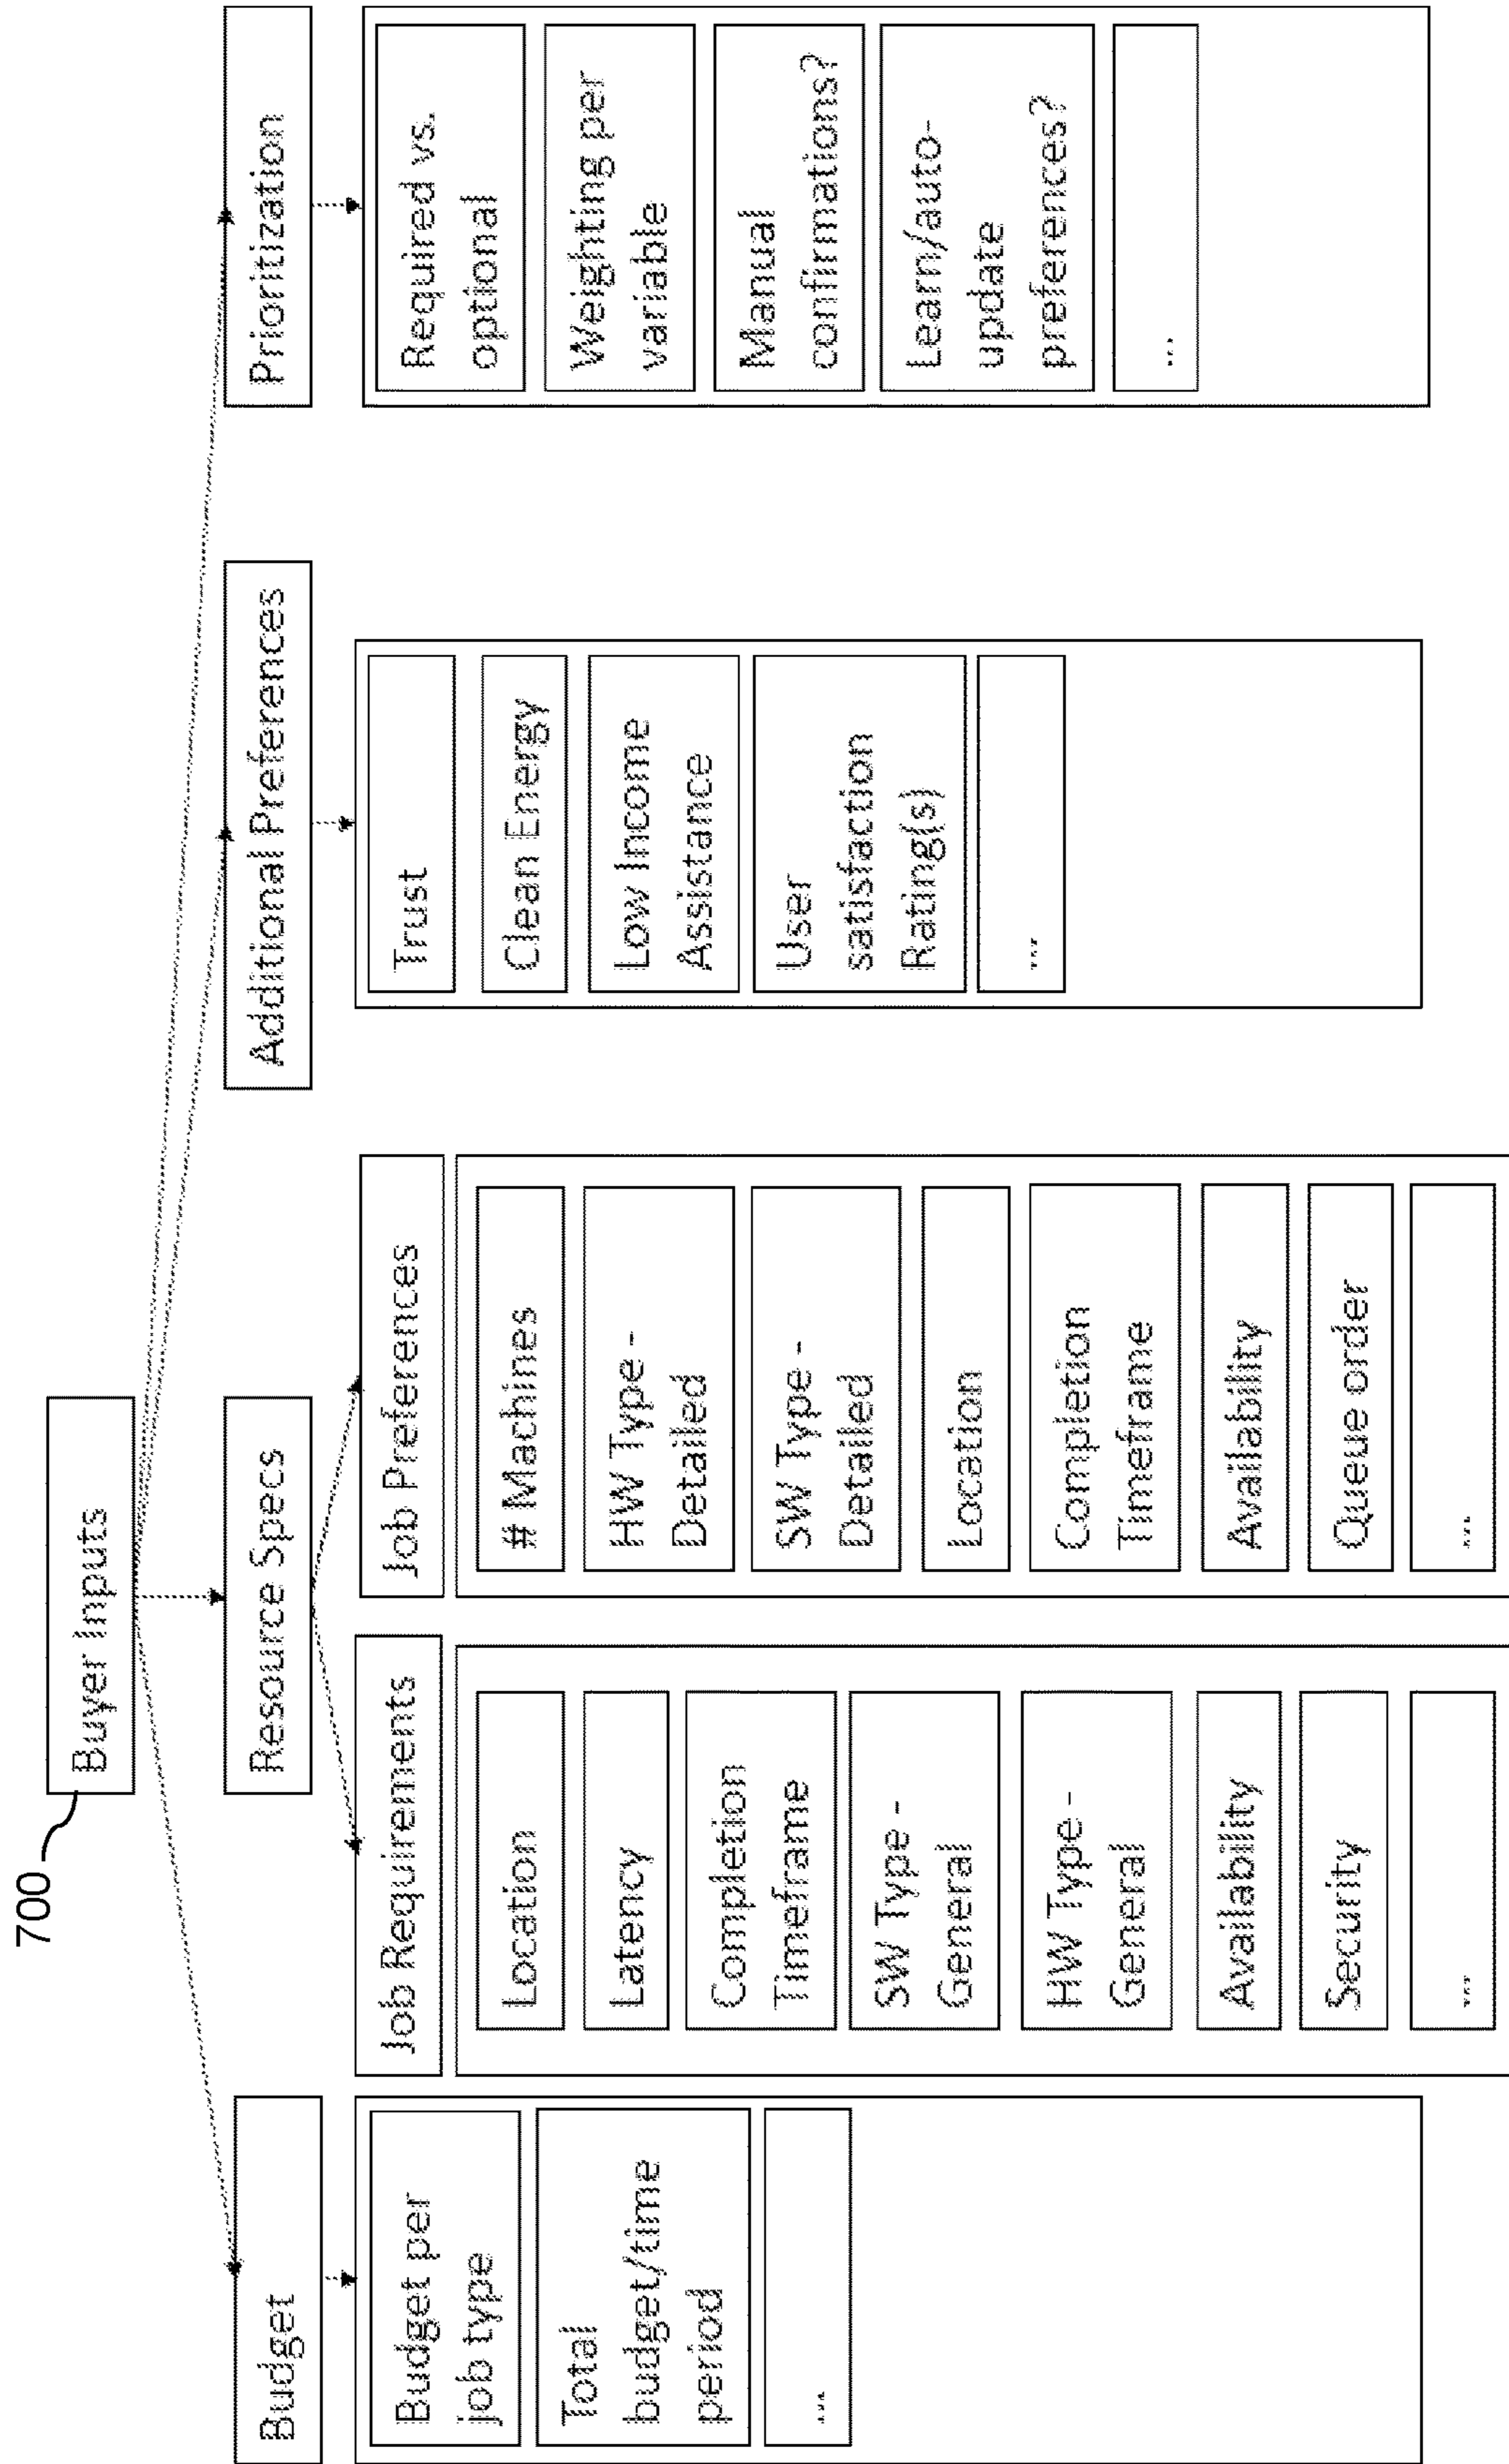 700
Buyer Inputs
Budget
Resource Specs
Additional Preferences
Prioritization
Budget per
job type
Total
budget/time
period
...
Job Requirements
Location
Latency
Completion
Timeframe
SW Type -
General
HW Type -
General
Availability
Security
...
Job Preferences
# Machines
HW Type -
Detailed
SW Type -
Detailed
Location
Completion
Timeframe
Availability
Queue order
...
Trust
Clean Energy
Low Income
Assistance
User
satisfaction
Rating(s)
...
Required vs.
optional
Weighting per
variable
Manual
confirmations?
Learn/auto-
update
preferences?
...